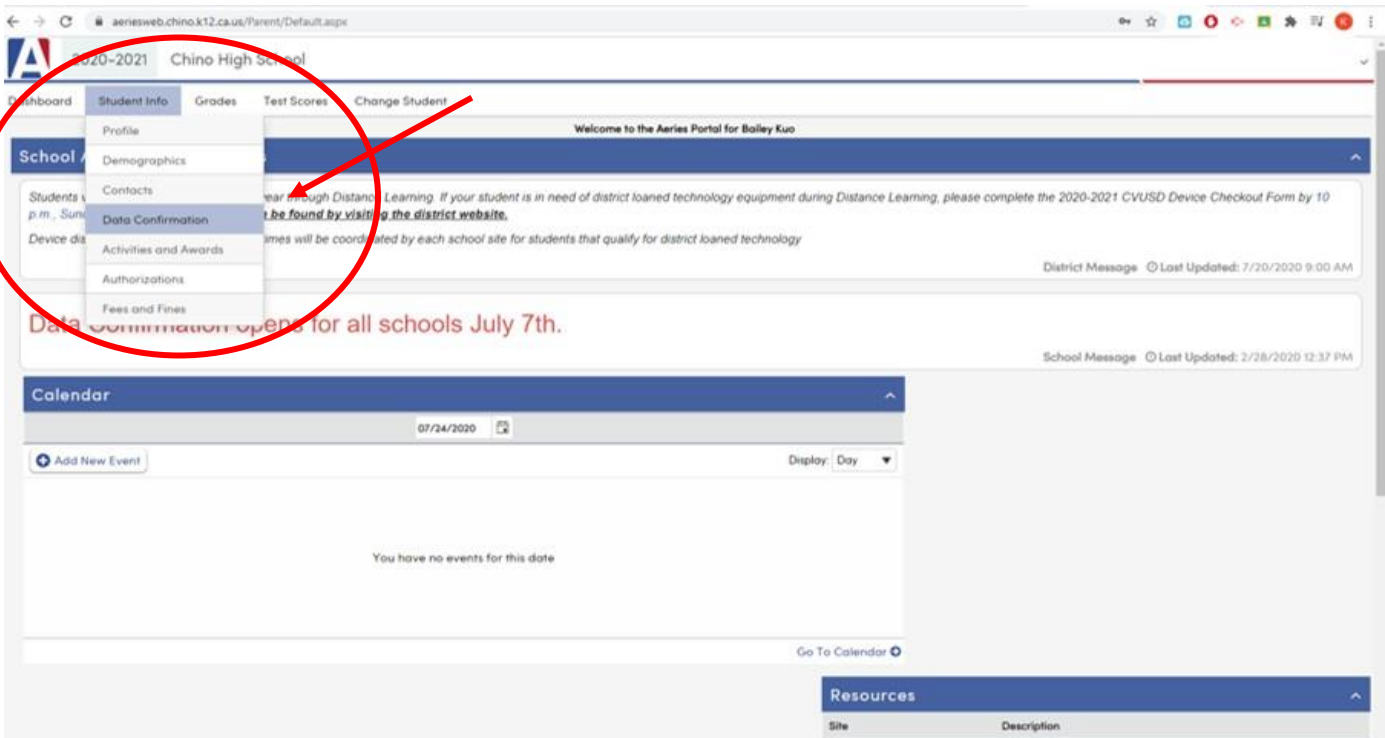 aeriesweb.chino.k12.ca.us/Parent/Default.aspx
2020-2021 Chino High School
Dashboard Student Info Grades Test Scores Change Student
Welcome to the Aeries Portal for Bailey Kuo
Profile
Demographics
Contacts
Data Confirmation
Activities and Awards
Authorizations
Fees and Fines
School
Students year through Distance Learning. If your student is in need of district loaned technology equipment during Distance Learning, please complete the 2020-2021 CVUSD Device Checkout Form by 10
p.m., be found by visiting the district website.
Device times will be coordinated by each school site for students that qualify for district loaned technology
District Message Last Updated: 7/20/2020 9:00 AM
Data Confirmation opens for all schools July 7th.
School Message Last Updated: 2/28/2020 12:37 PM
Calendar
07/24/2020
Add New Event Display: Day
You have no events for this date
Go To Calendar
Resources
Site Description